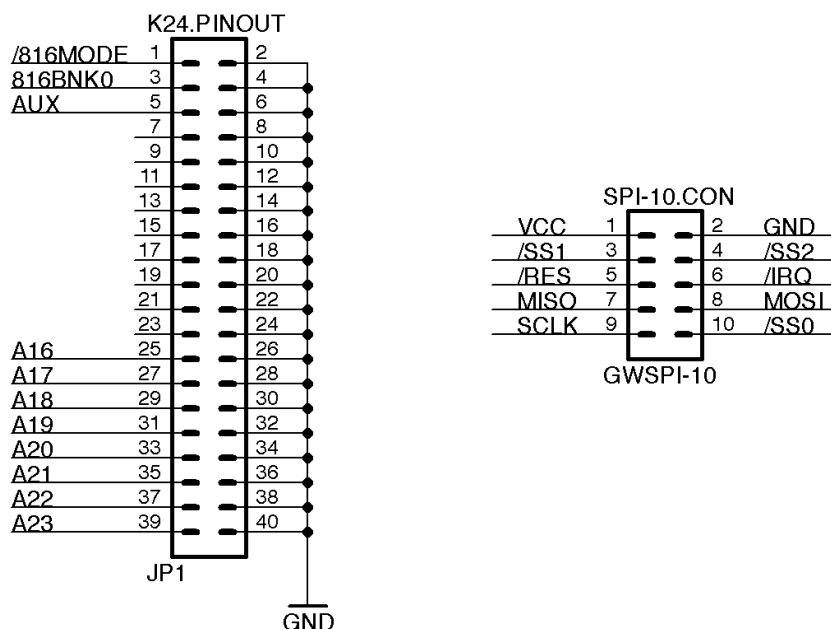 K24.PINOUT
/816MODE 1 2
816BNK0 3 4
AUX 5 6
7 8
9 10
11 12
13 14
15 16
17 18
19 20
21 22
23 24
A16 25 26
A17 27 28
A18 29 30
A19 31 32
A20 33 34
A21 35 36
A22 37 38
A23 39 40
JP1
GND
SPI-10.CON
VCC 1 2 GND
/SS1 3 4 /SS2
/RES 5 6 /IRQ
MISO 7 8 MOSI
SCLK 9 10 /SS0
GWSPI-10